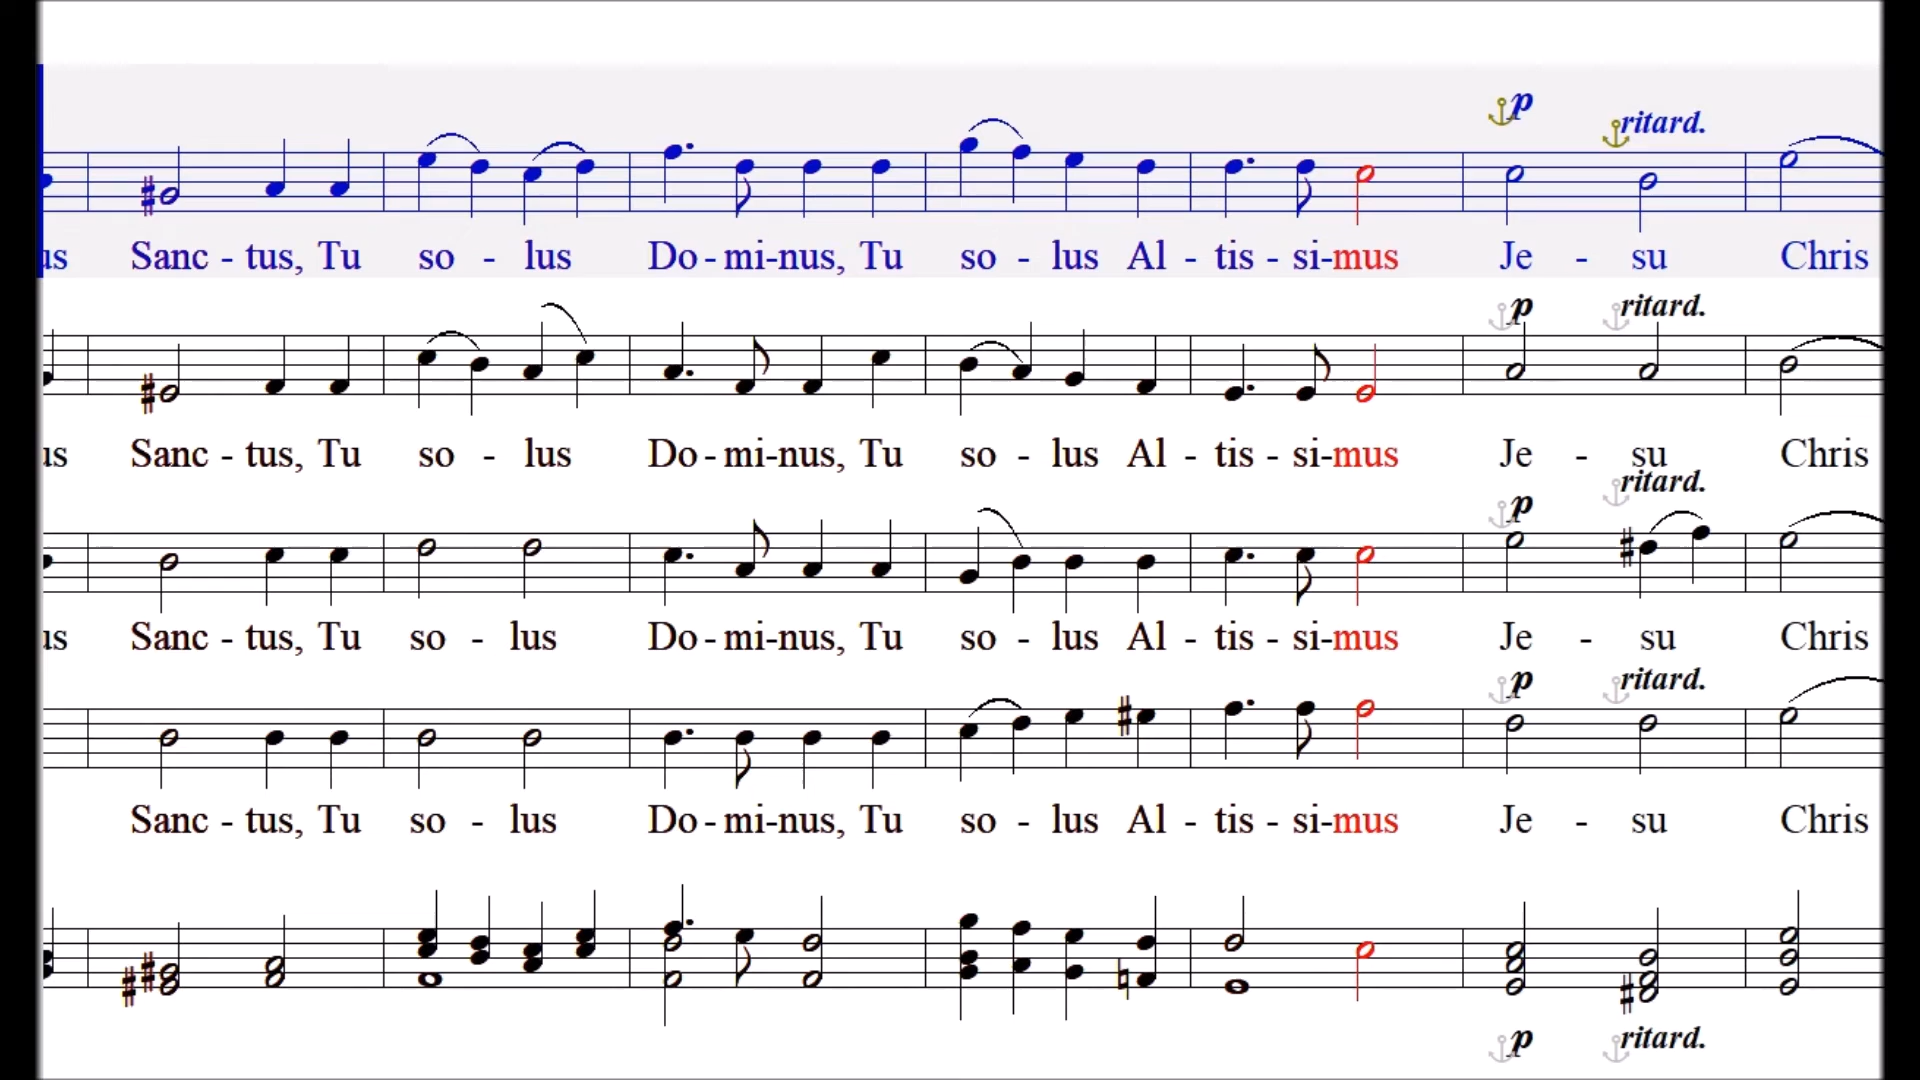 p ritard.
us Sanc - tus, Tu so - lus Do - mi-nus, Tu so - lus Al - tis - si-mus Je - su Chris
p ritard.
us Sanc - tus, Tu so - lus Do - mi-nus, Tu so - lus Al - tis - si-mus Je - su Chris
p ritard.
us Sanc - tus, Tu so - lus Do - mi-nus, Tu so - lus Al - tis - si-mus Je - su Chris
p ritard.
Sanc - tus, Tu so - lus Do - mi-nus, Tu so - lus Al - tis - si-mus Je - su Chris
p ritard.